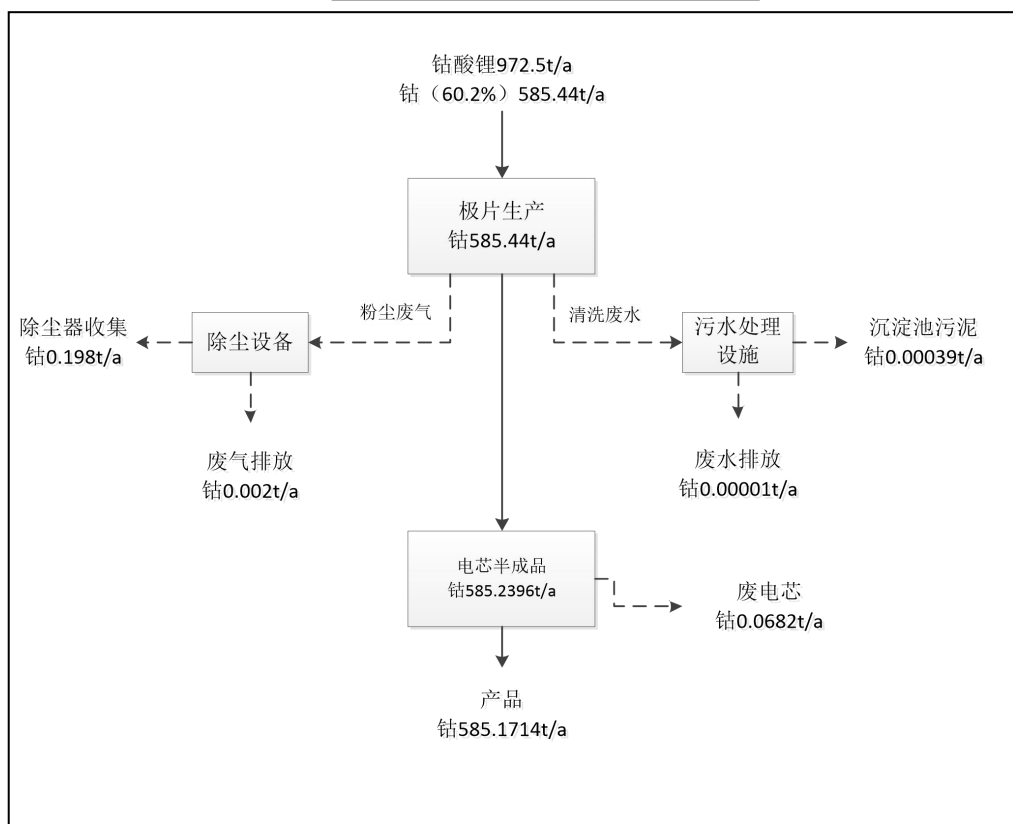 钴酸锂972.5t/a
钴（60.2%）585.44t/a
极片生产
钴585.44t/a
粉尘废气
清洗废水
除尘器收集
钴0.198t/a
除尘设备
污水处理
设施
沉淀池污泥
钴0.00039t/a
废气排放
钴0.002t/a
废水排放
钴0.00001t/a
电芯半成品
钴585.2396t/a
废电芯
钴0.0682t/a
产品
钴585.1714t/a